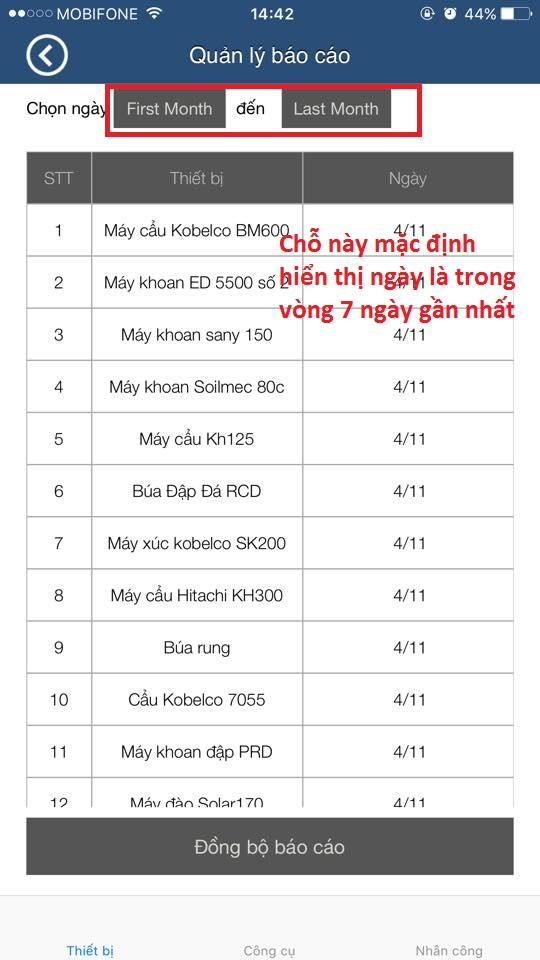 MOBIFONE 14:42 44%
Quản lý báo cáo
Chọn ngày First Month đến Last Month
STT Thiết bị Ngày
1 Máy cẩu Kobelco BM600 4/11
Chỗ này mặc định
2 Máy khoan ED 5500 số 2 4/11
hiển thị ngày là trong
vòng 7 ngày gần nhất
3 Máy khoan sany 150 4/11
4 Máy khoan Soilmec 80c 4/11
5 Máy cẩu Kh125 4/11
6 Búa Đập Đá RCD 4/11
7 Máy xúc kobelco SK200 4/11
8 Máy cẩu Hitachi KH300 4/11
9 Búa rung 4/11
10 Cẩu Kobelco 7055 4/11
11 Máy khoan đập PRD 4/11
12 Máy đào Solar170 4/11
Đồng bộ báo cáo
Thiết bị Công cụ Nhân công